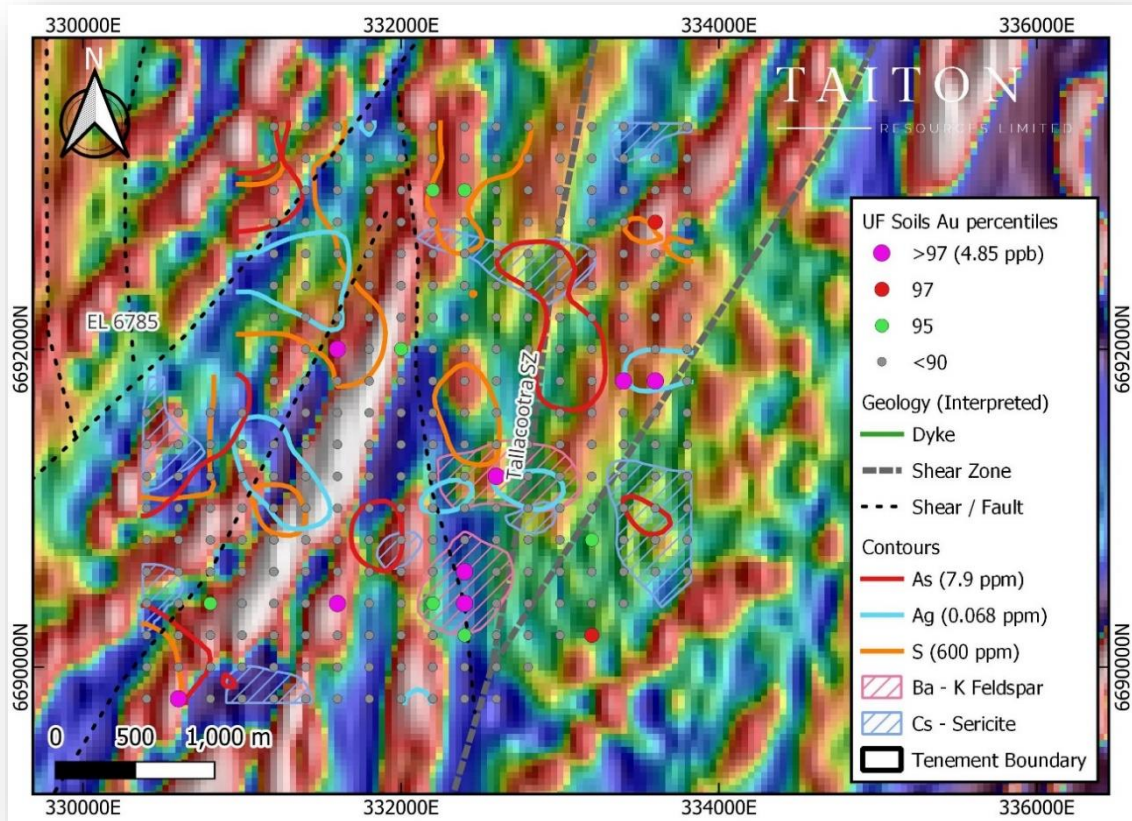 330000E
332000E
334000E
336000E
N
TAITON
RESOURCES LIMITED
EL 6785
6692000N
6692000N
Tallacootra SZ
6690000N
6690000N
0 500 1,000 m
UF Soils Au percentiles
>97 (4.85 ppb)
97
95
<90
Geology (Interpreted)
Dyke
Shear Zone
Shear / Fault
Contours
As (7.9 ppm)
Ag (0.068 ppm)
S (600 ppm)
Ba - K Feldspar
Cs - Sericite
Tenement Boundary
330000E
332000E
334000E
336000E